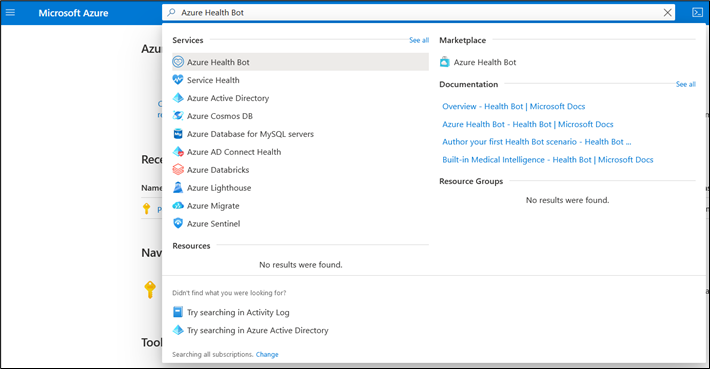 Microsoft Azure
Azure Health Bot
Services
See all
Azure Health Bot
Service Health
Azure Active Directory
Azure Cosmos DB
Azure Database for MySQL servers
Azure AD Connect Health
Azure Databricks
Azure Lighthouse
Azure Migrate
Azure Sentinel
Resources
No results were found.
Marketplace
Azure Health Bot
Documentation
See all
Overview - Health Bot | Microsoft Docs
Azure Health Bot - Health Bot | Microsoft Docs
Author your first Health Bot scenario - Health Bot ...
Built-in Medical Intelligence - Health Bot | Microsoft Docs
Resource Groups
No results were found.
Didn't find what you were looking for?
Try searching in Activity Log
Try searching in Azure Active Directory
Searching all subscriptions. Change
Azu
Rece
Name
Nav
Tool